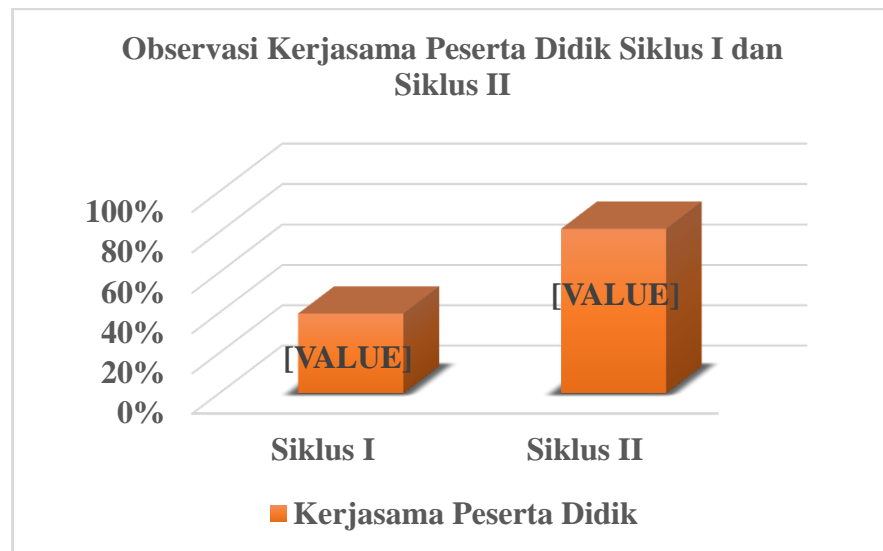 Observasi Kerjasama Peserta Didik Siklus I dan
Siklus II
100%
80%
60%
40%
20%
0%
[VALUE]
[VALUE]
Siklus I
Siklus II
Kerjasama Peserta Didik